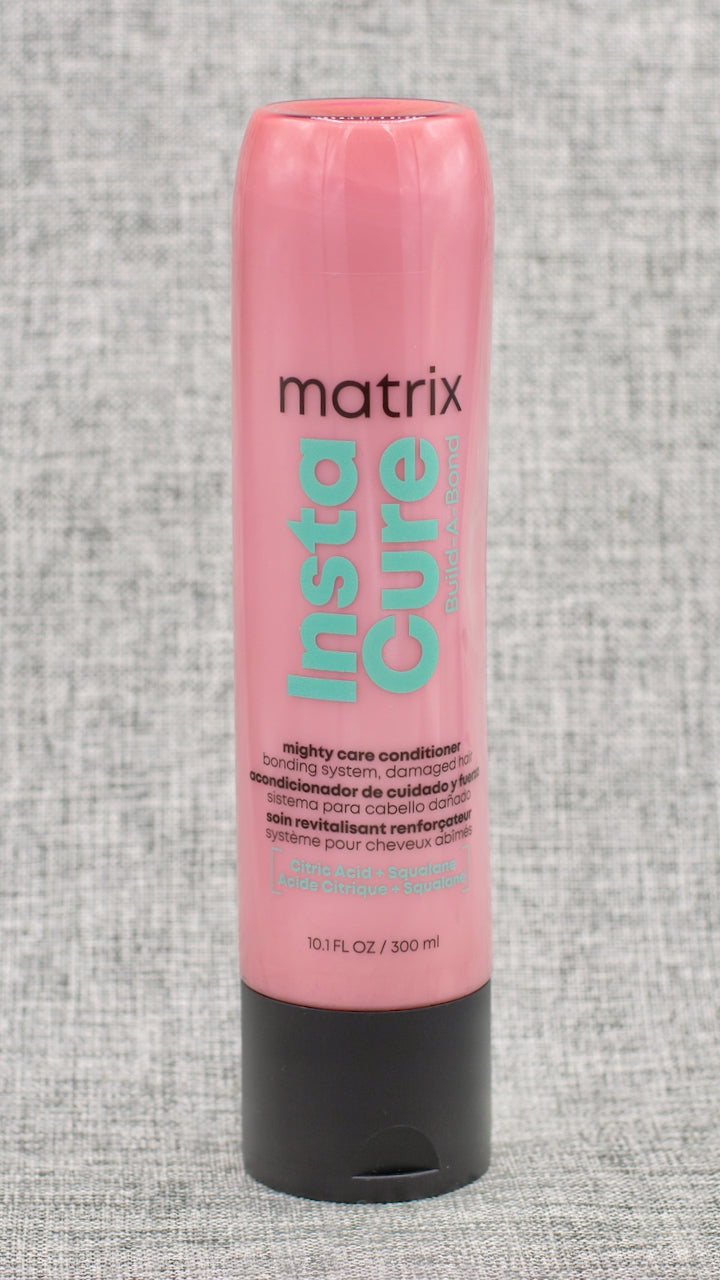 matrix
Insta
Cure
Build-A-Bond
mighty care conditioner
bonding system, damaged hair
acondicionador de cuidado y fuerza
sistema para cabello dañado
soin revitalisant renforçateur
système pour cheveux abîmés
Citric Acid + Squalane
Acide Citrique + Squalane
10.1 FL OZ / 300 ml